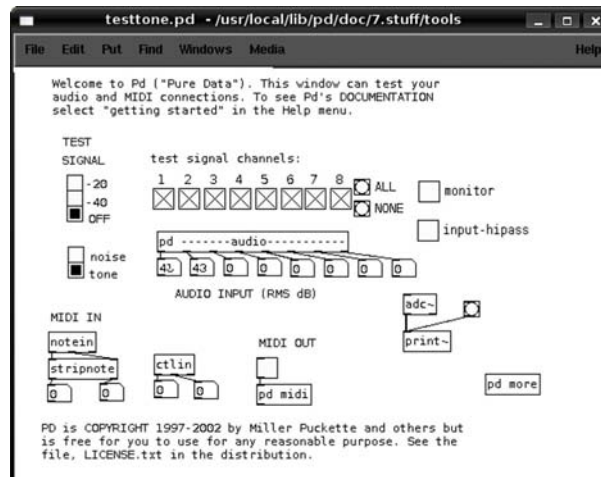 testtone.pd - /usr/local/lib/pd/doc/7.stuff/tools
File Edit Put Find Windows Media Help
Welcome to Pd ("Pure Data"). This window can test your
audio and MIDI connections. To see Pd's DOCUMENTATION
select "getting started" in the Help menu.
TEST
SIGNAL
-20
-40
OFF
test signal channels:
1 2 3 4 5 6 7 8
ALL
NONE
monitor
input-hipass
noise
tone
pd -------audio----------
43 0 0 0 0 0 0
AUDIO INPUT (RMS dB)
adc~
print~
MIDI IN
notein
stripnote
0 0
ctlin
0 0
MIDI OUT
pd midi
pd more
PD is COPYRIGHT 1997-2002 by Miller Puckette and others but
is free for you to use for any reasonable purpose. See the
file, LICENSE.txt in the distribution.